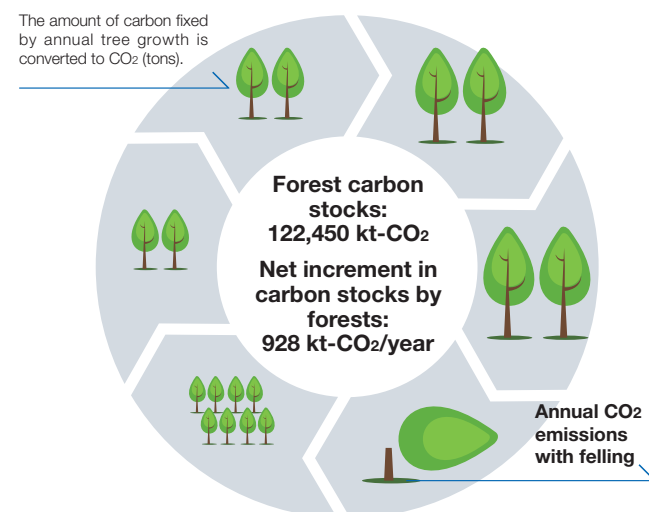 The amount of carbon fixed
by annual tree growth is
converted to CO2 (tons).
Forest carbon
stocks:
122,450 kt-CO2
Net increment in
carbon stocks by
forests:
928 kt-CO2/year
Annual CO2
emissions
with felling